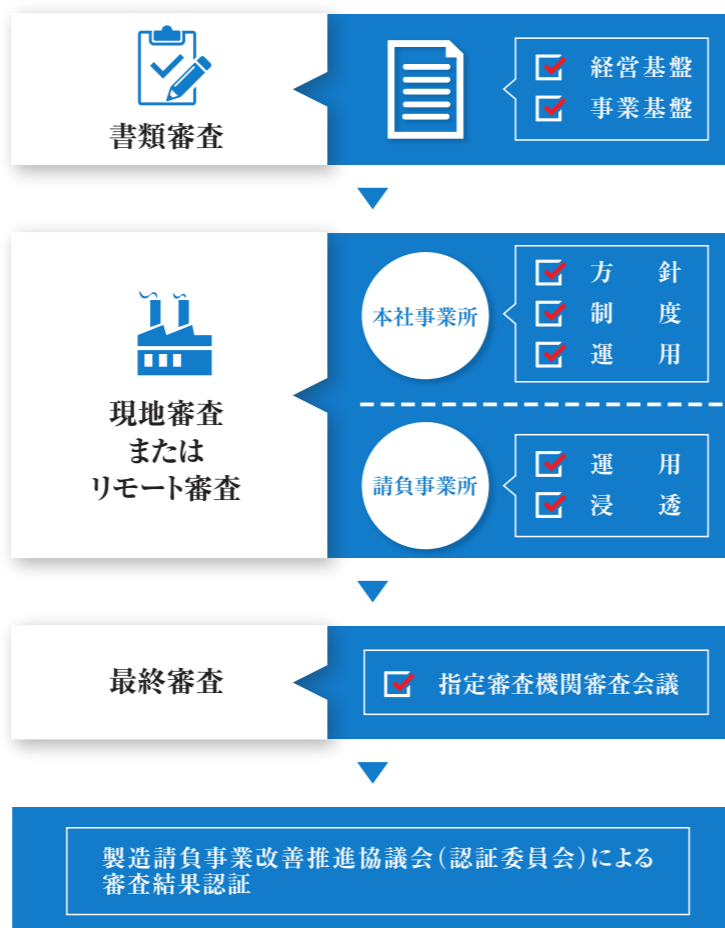 書類審査
経営基盤
事業基盤
現地審査
または
リモート審査
本社事業所
方針
制度
運用
請負事業所
運用
浸透
最終審査
指定審査機関審査会議
製造請負事業改善推進協議会(認証委員会)による
審査結果認証